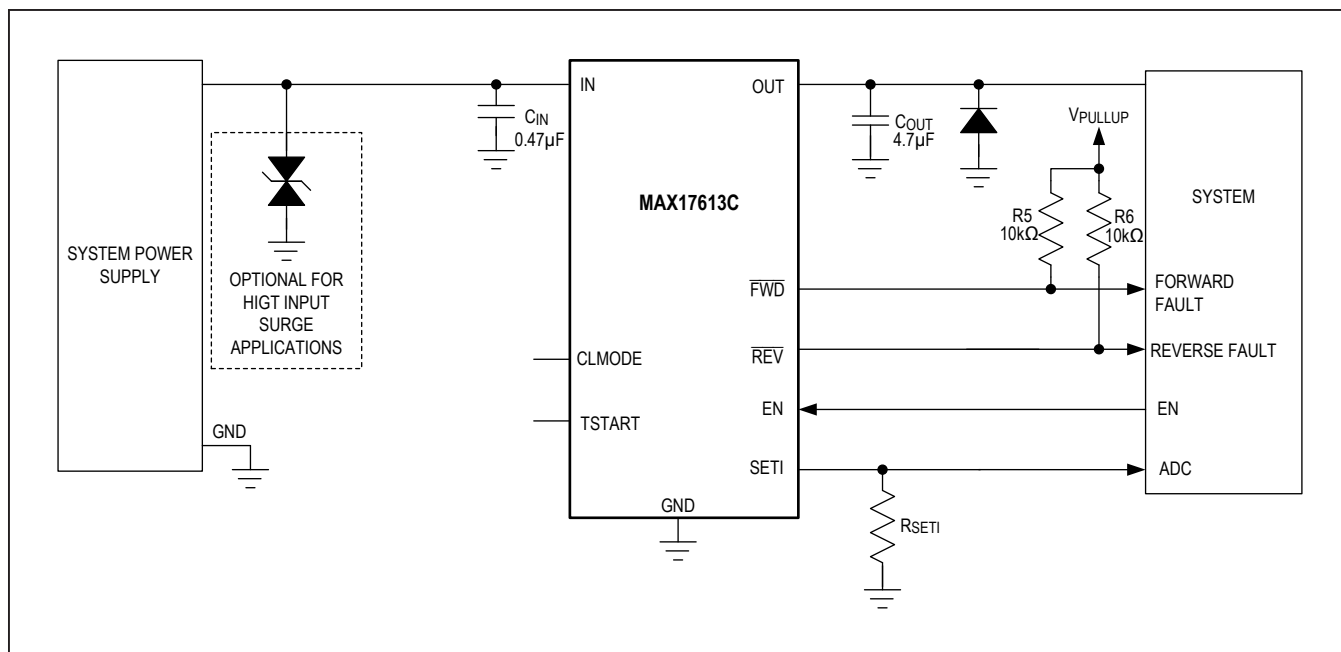 SYSTEM POWER
SUPPLY
GND
OPTIONAL FOR
HIGT INPUT
SURGE
APPLICATIONS
CIN
0.47µF
IN
OUT
MAX17613C
CLMODE
TSTART
GND
FWD
REV
EN
SETI
COUT
4.7µF
VPULLUP
R5
10kΩ
R6
10kΩ
RSETI
SYSTEM
FORWARD
FAULT
REVERSE FAULT
EN
ADC